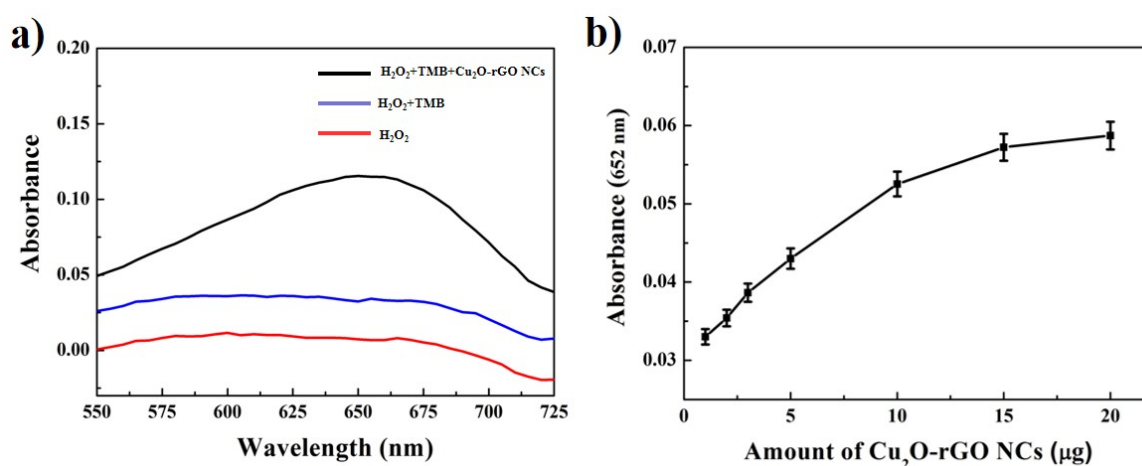 a)
0.20
0.15
0.10
0.05
0.00
Absorbance
H₂O₂+TMB+Cu₂O-rGO NCs
H₂O₂+TMB
H₂O₂
550 575 600 625 650 675 700 725
Wavelength (nm)
b)
0.07
0.06
0.05
0.04
0.03
Absorbance (652 nm)
0 5 10 15 20
Amount of Cu₂O-rGO NCs (μg)